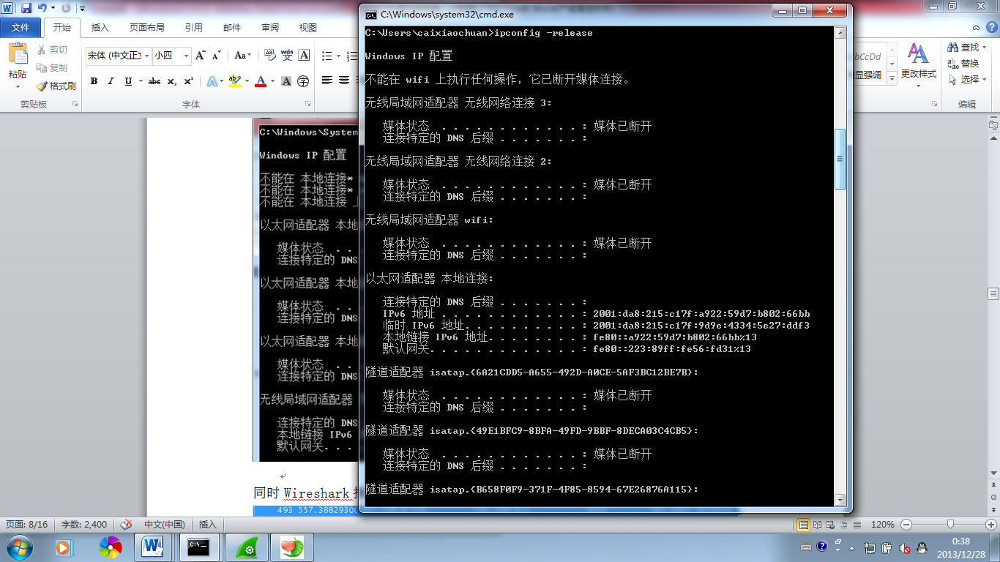 C:\Windows\system32\cmd.exe
文件 开始 插入 页面布局 引用 邮件 审阅 视图
粘贴 剪切 复制 格式刷
宋体 (中文正 小四
剪贴板 字体
显强调 更改样式 查找 替换 选择 编辑
C:\Windows\System
Windows IP 配置
不能在 本地连接*
不能在 本地连接*
不能在 本地连接
以太网适配器 本地
媒体状态 . .
连接特定的 DNS
以太网适配器 本地
媒体状态 . .
连接特定的 DNS
以太网适配器 本地
媒体状态 . .
连接特定的 DNS
无线局域网适配器
连接特定的 DNS
本地链接 IPv6
默认网关. . .
同时 Wireshark
493 557.3882930
C:\Users\caixiaochuan>ipconfig -release
Windows IP 配置
不能在 wifi 上执行任何操作，它已断开媒体连接。
无线局域网适配器 无线网络连接 3:
媒体状态 . . . . . . . . . . . . : 媒体已断开
连接特定的 DNS 后缀 . . . . . . . :
无线局域网适配器 无线网络连接 2:
媒体状态 . . . . . . . . . . . . : 媒体已断开
连接特定的 DNS 后缀 . . . . . . . :
无线局域网适配器 wifi:
媒体状态 . . . . . . . . . . . . : 媒体已断开
连接特定的 DNS 后缀 . . . . . . . :
以太网适配器 本地连接:
连接特定的 DNS 后缀 . . . . . . . :
IPv6 地址 . . . . . . . . . . . . : 2001:da8:215:c17f:a922:59d7:b802:66bb
临时 IPv6 地址. . . . . . . . . . : 2001:da8:215:c17f:9d9e:4334:5e27:ddf3
本地链接 IPv6 地址. . . . . . . . : fe80::a922:59d7:b802:66bb%13
默认网关. . . . . . . . . . . . . : fe80::223:89ff:fe56:fd31%13
隧道适配器 isatap.{6A21CDD5-A655-492D-A0CE-5AF3BC12BE7B}:
媒体状态 . . . . . . . . . . . . : 媒体已断开
连接特定的 DNS 后缀 . . . . . . . :
隧道适配器 isatap.{49E1BFC9-8BFA-49FD-9BBF-8DECA03C4CB5}:
媒体状态 . . . . . . . . . . . . : 媒体已断开
连接特定的 DNS 后缀 . . . . . . . :
隧道适配器 isatap.{B658F0F9-371F-4F85-8594-67E26876A115}:
页面: 8/16 字数: 2,400 中文(中国) 插入 120%
0:38
2013/12/28